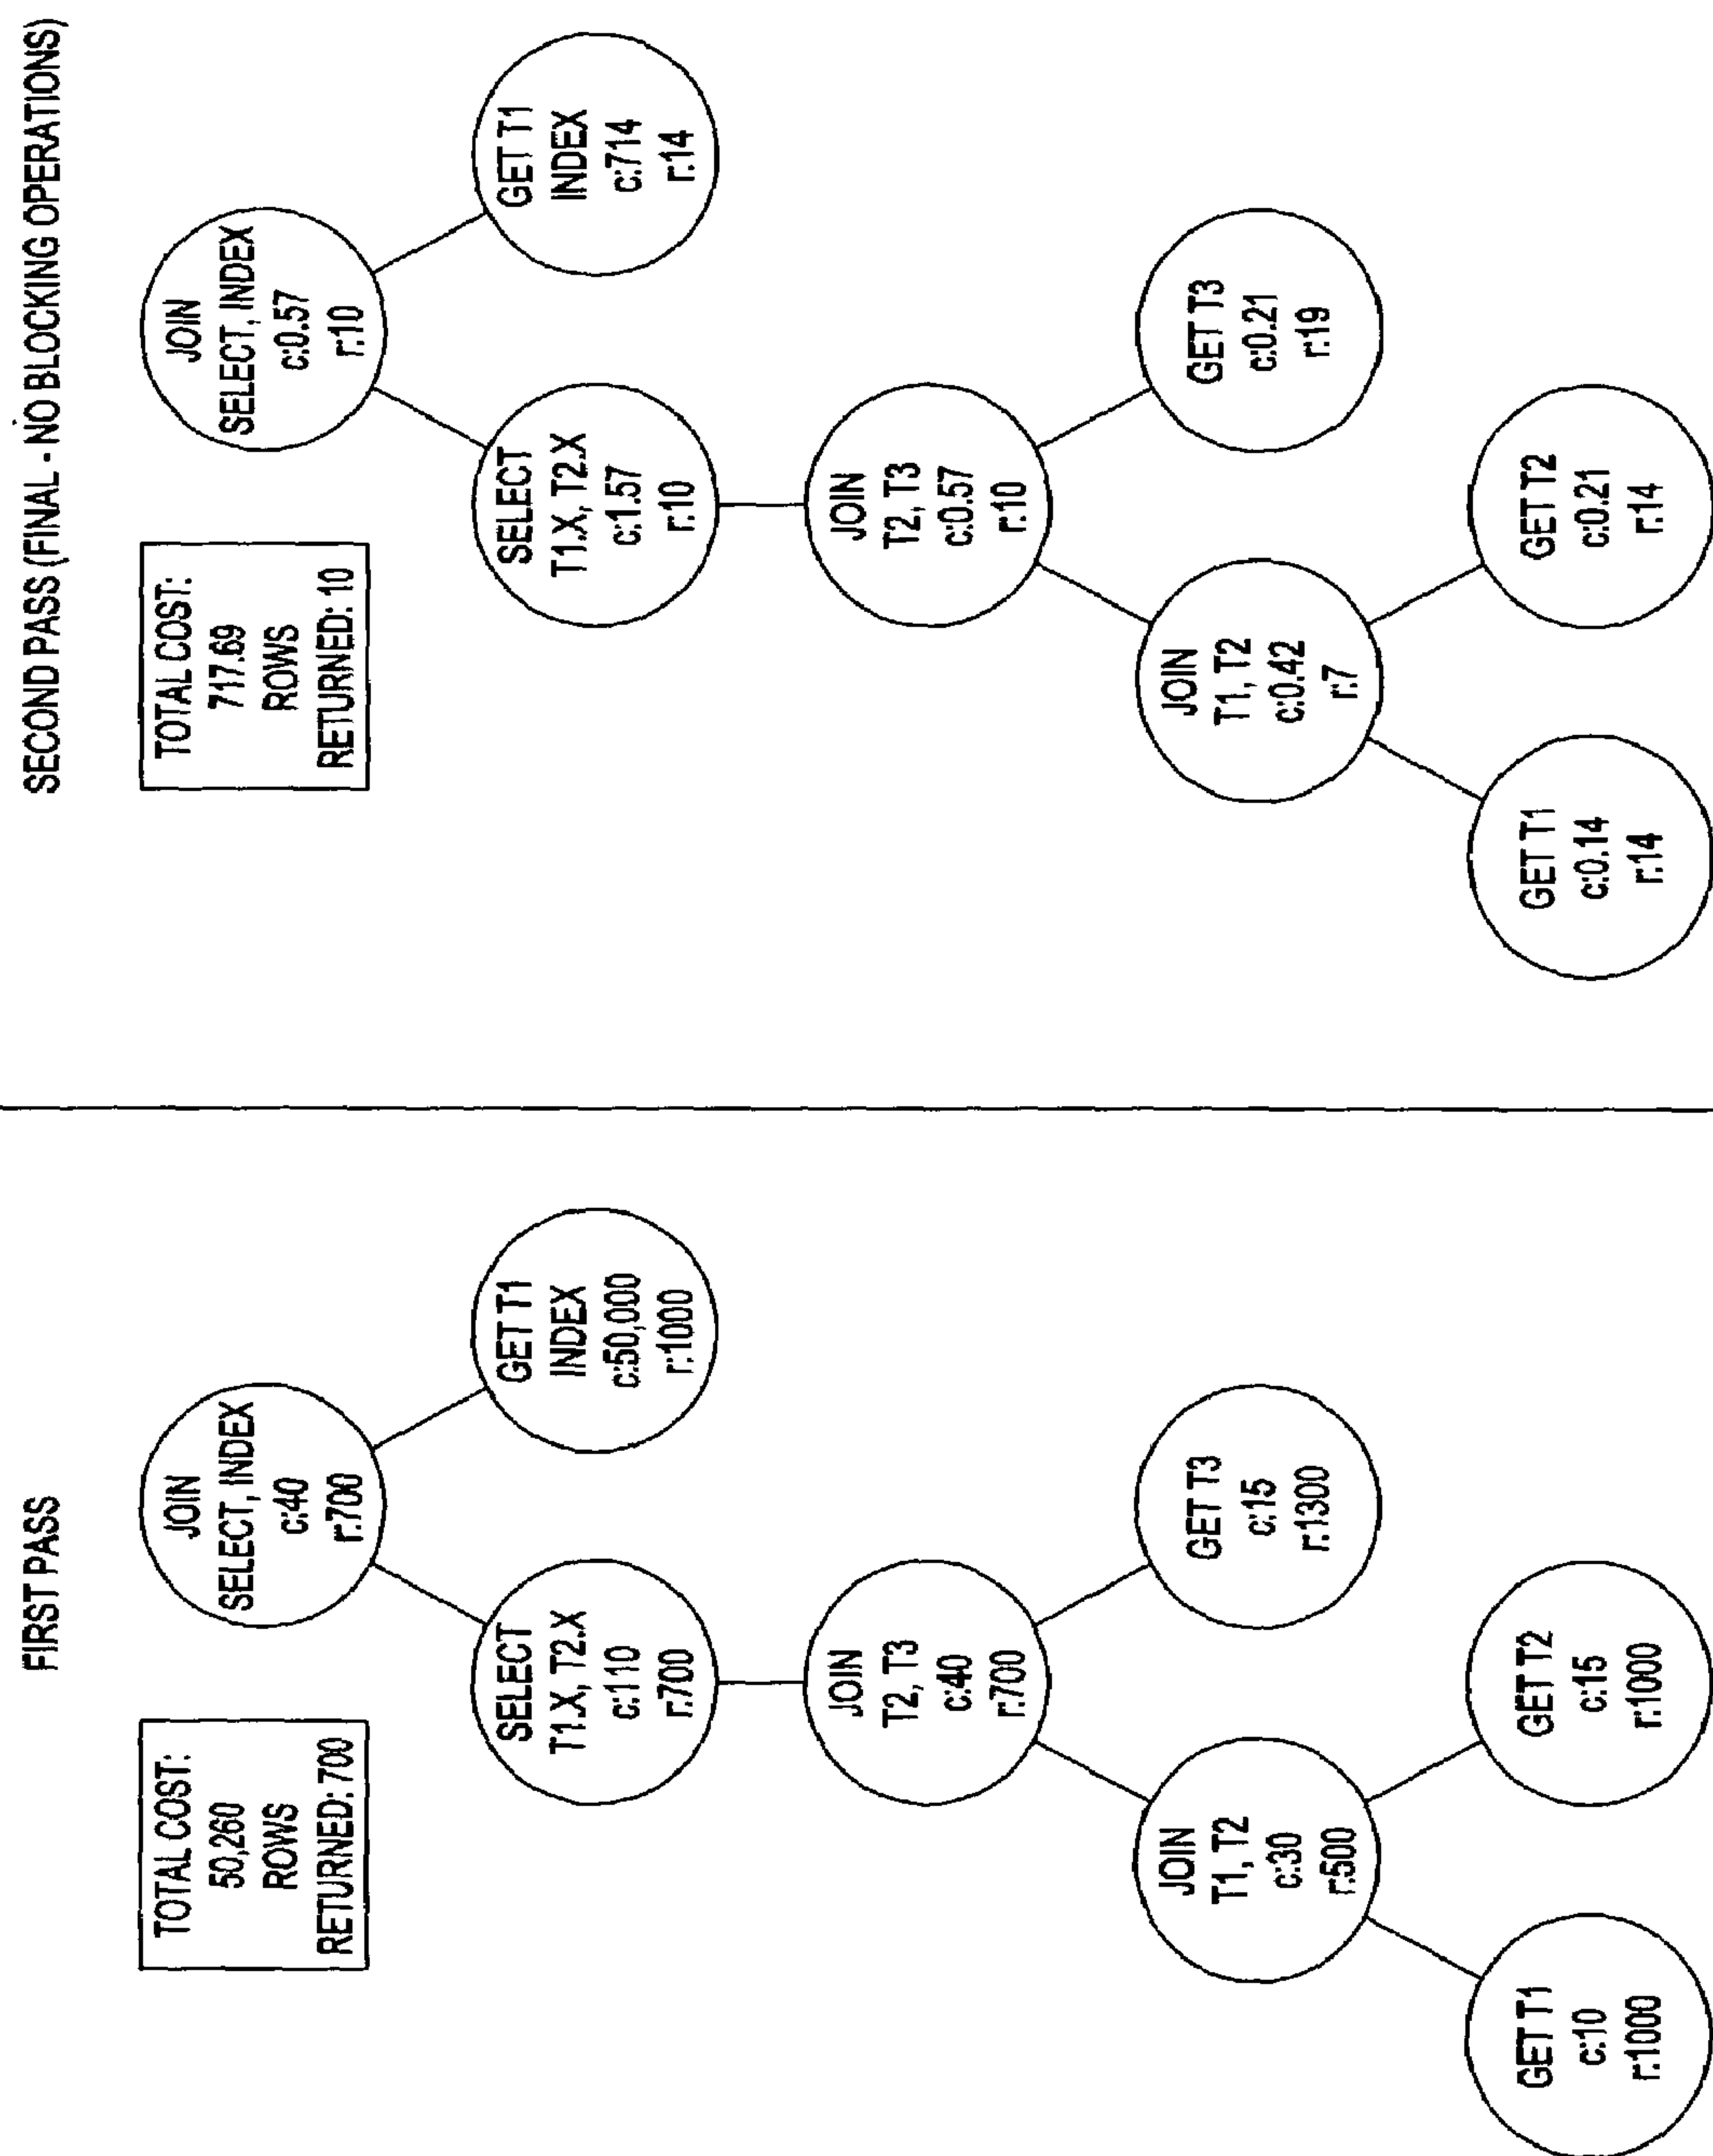 FIRST PASS
TOTAL COST:
50,260
ROWS
RETURNED: 700
JOIN
SELECT, INDEX
c:40
r:700
SELECT
T1.X, T2.X
c:110
r:700
GET T1
INDEX
c:50,000
r:1000
JOIN
T2, T3
c:40
r:700
JOIN
T1, T2
c:30
r:500
GET T3
c:15
r:1300
GET T1
c:10
r:1000
GET T2
c:15
r:1000
SECOND PASS (FINAL - NO BLOCKING OPERATIONS)
TOTAL COST:
717.69
ROWS
RETURNED: 10
JOIN
SELECT, INDEX
c:0.57
r:10
SELECT
T1.X, T2.X
c:1.57
r:10
GET T1
INDEX
c:714
r:14
JOIN
T2, T3
c:0.57
r:10
JOIN
T1, T2
c:0.42
r:7
GET T3
c:0.21
r:19
GET T1
c:0.14
r:14
GET T2
c:0.21
r:14